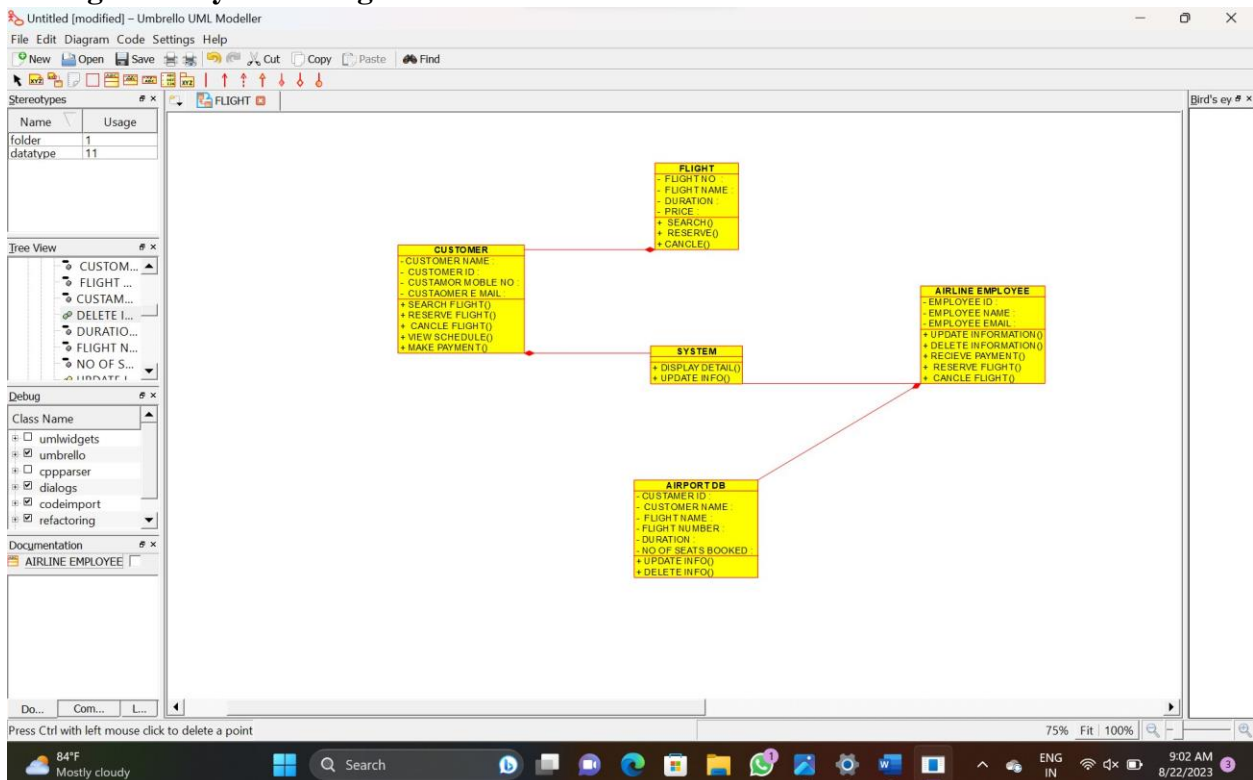 Untitled [modified] – Umbrello UML Modeller
File Edit Diagram Code Settings Help
New Open Save Cut Copy Paste Find
Stereotypes
Name Usage
folder 1
datatype 11
Tree View
CUSTOM...
FLIGHT ...
CUSTAM...
DELETE I...
DURATIO...
FLIGHT N...
NO OF S...
Debug
Class Name
umlwidgets
umbrello
cppparser
dialogs
codeimport
refactoring
Documentation
AIRLINE EMPLOYEE
Do... Com... L...
FLIGHT
Bird's ey
FLIGHT
- FLIGHT NO :
- FLIGHT NAME :
- DURATION :
- PRICE :
+ SEARCH()
+ RESERVE()
+ CANCLE()
CUSTOMER
- CUSTOMER NAME :
- CUSTOMER ID :
- CUSTAMOR MOBLE NO :
- CUSTAOMER E MAIL :
+ SEARCH FLIGHT()
+ RESERVE FLIGHT()
+ CANCLE FLIGHT()
+ VIEW SCHEDULE()
+ MAKE PAYMENT()
SYSTEM
+ DISPLAY DETAIL()
+ UPDATE INFO()
AIRLINE EMPLOYEE
- EMPLOYEE ID :
- EMPLOYEE NAME :
- EMPLOYEE EMAIL :
+ UPDATE INFORMATION()
+ DELETE INFORMATION()
+ RECIEVE PAYMENT()
+ RESERVE FLIGHT()
+ CANCLE FLIGHT()
AIRPORT DB
- CUSTAMER ID :
- CUSTOMER NAME :
- FLIGHT NAME :
- FLIGHT NUMBER :
- DURATION :
- NO OF SEATS BOOKED :
+ UPDATE INFO()
+ DELETE INFO()
Press Ctrl with left mouse click to delete a point
75% Fit 100%
84°F
Mostly cloudy
Search
ENG
IN
9:02 AM
8/22/2023
3